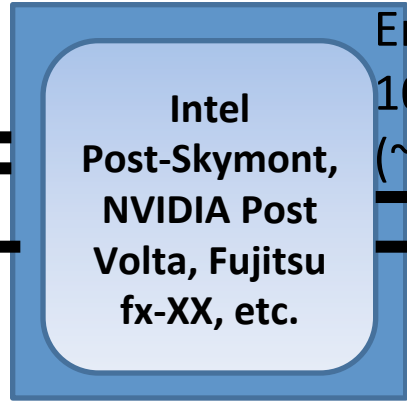 Intel
Post-Skymont,
NVIDIA Post
Volta, Fujitsu
fx-XX, etc.